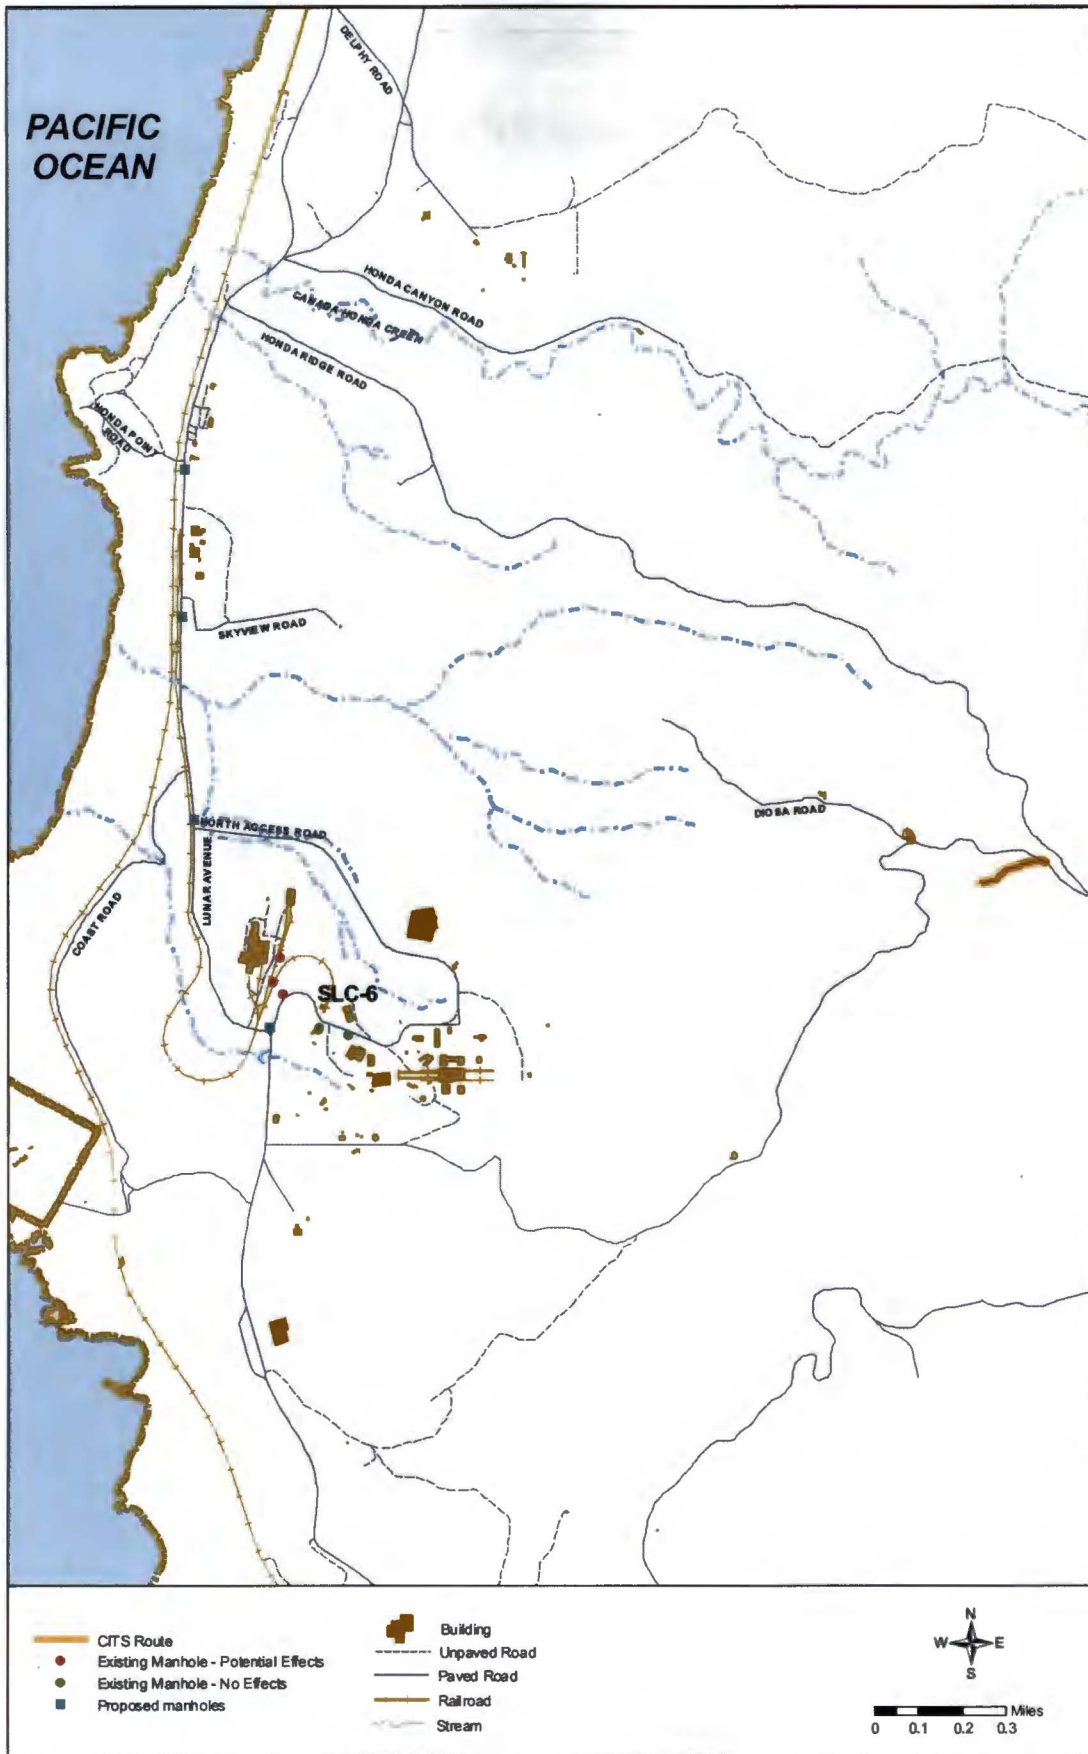 PACIFIC
OCEAN
DELPHY ROAD
HONDA CANYON ROAD
CANADA HONDA CREEK
HONDA RIDGE ROAD
HONDA POINT
ROAD
SKYVIEW ROAD
DIOSA ROAD
NORTH ACCESS ROAD
LUNAR AVENUE
COAST ROAD
SLC-6
CITS Route
Existing Manhole - Potential Effects
Existing Manhole - No Effects
Proposed manholes
Building
Unpaved Road
Paved Road
Railroad
Stream
N
W E
S
Miles
0 0.1 0.2 0.3